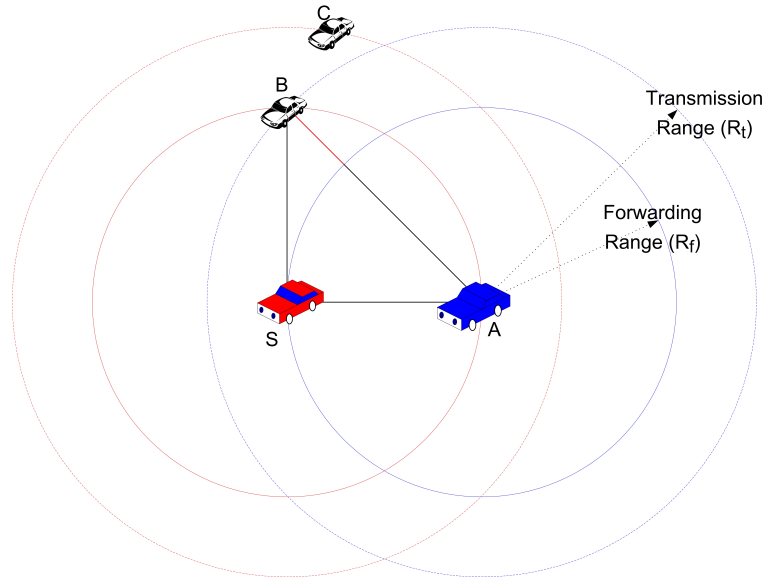 C
B
Transmission
Range (Rt)
Forwarding
Range (Rf)
S
A